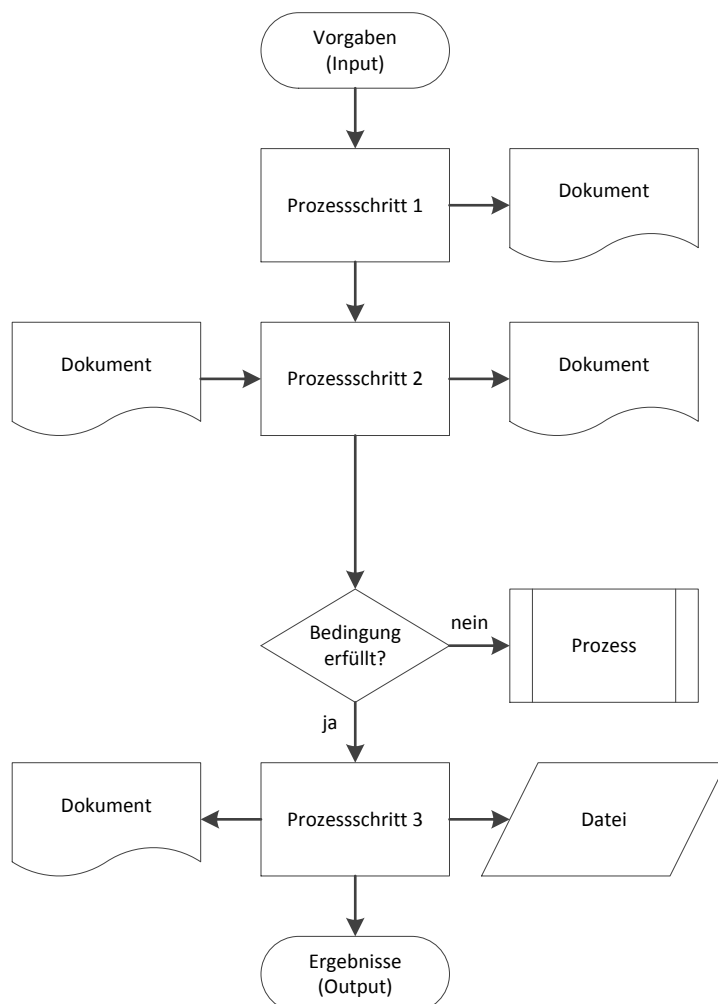 Vorgaben
(Input)
Prozessschritt 1
Dokument
Dokument
Prozessschritt 2
Dokument
Bedingung
erfüllt?
nein
Prozess
ja
Dokument
Prozessschritt 3
Datei
Ergebnisse
(Output)